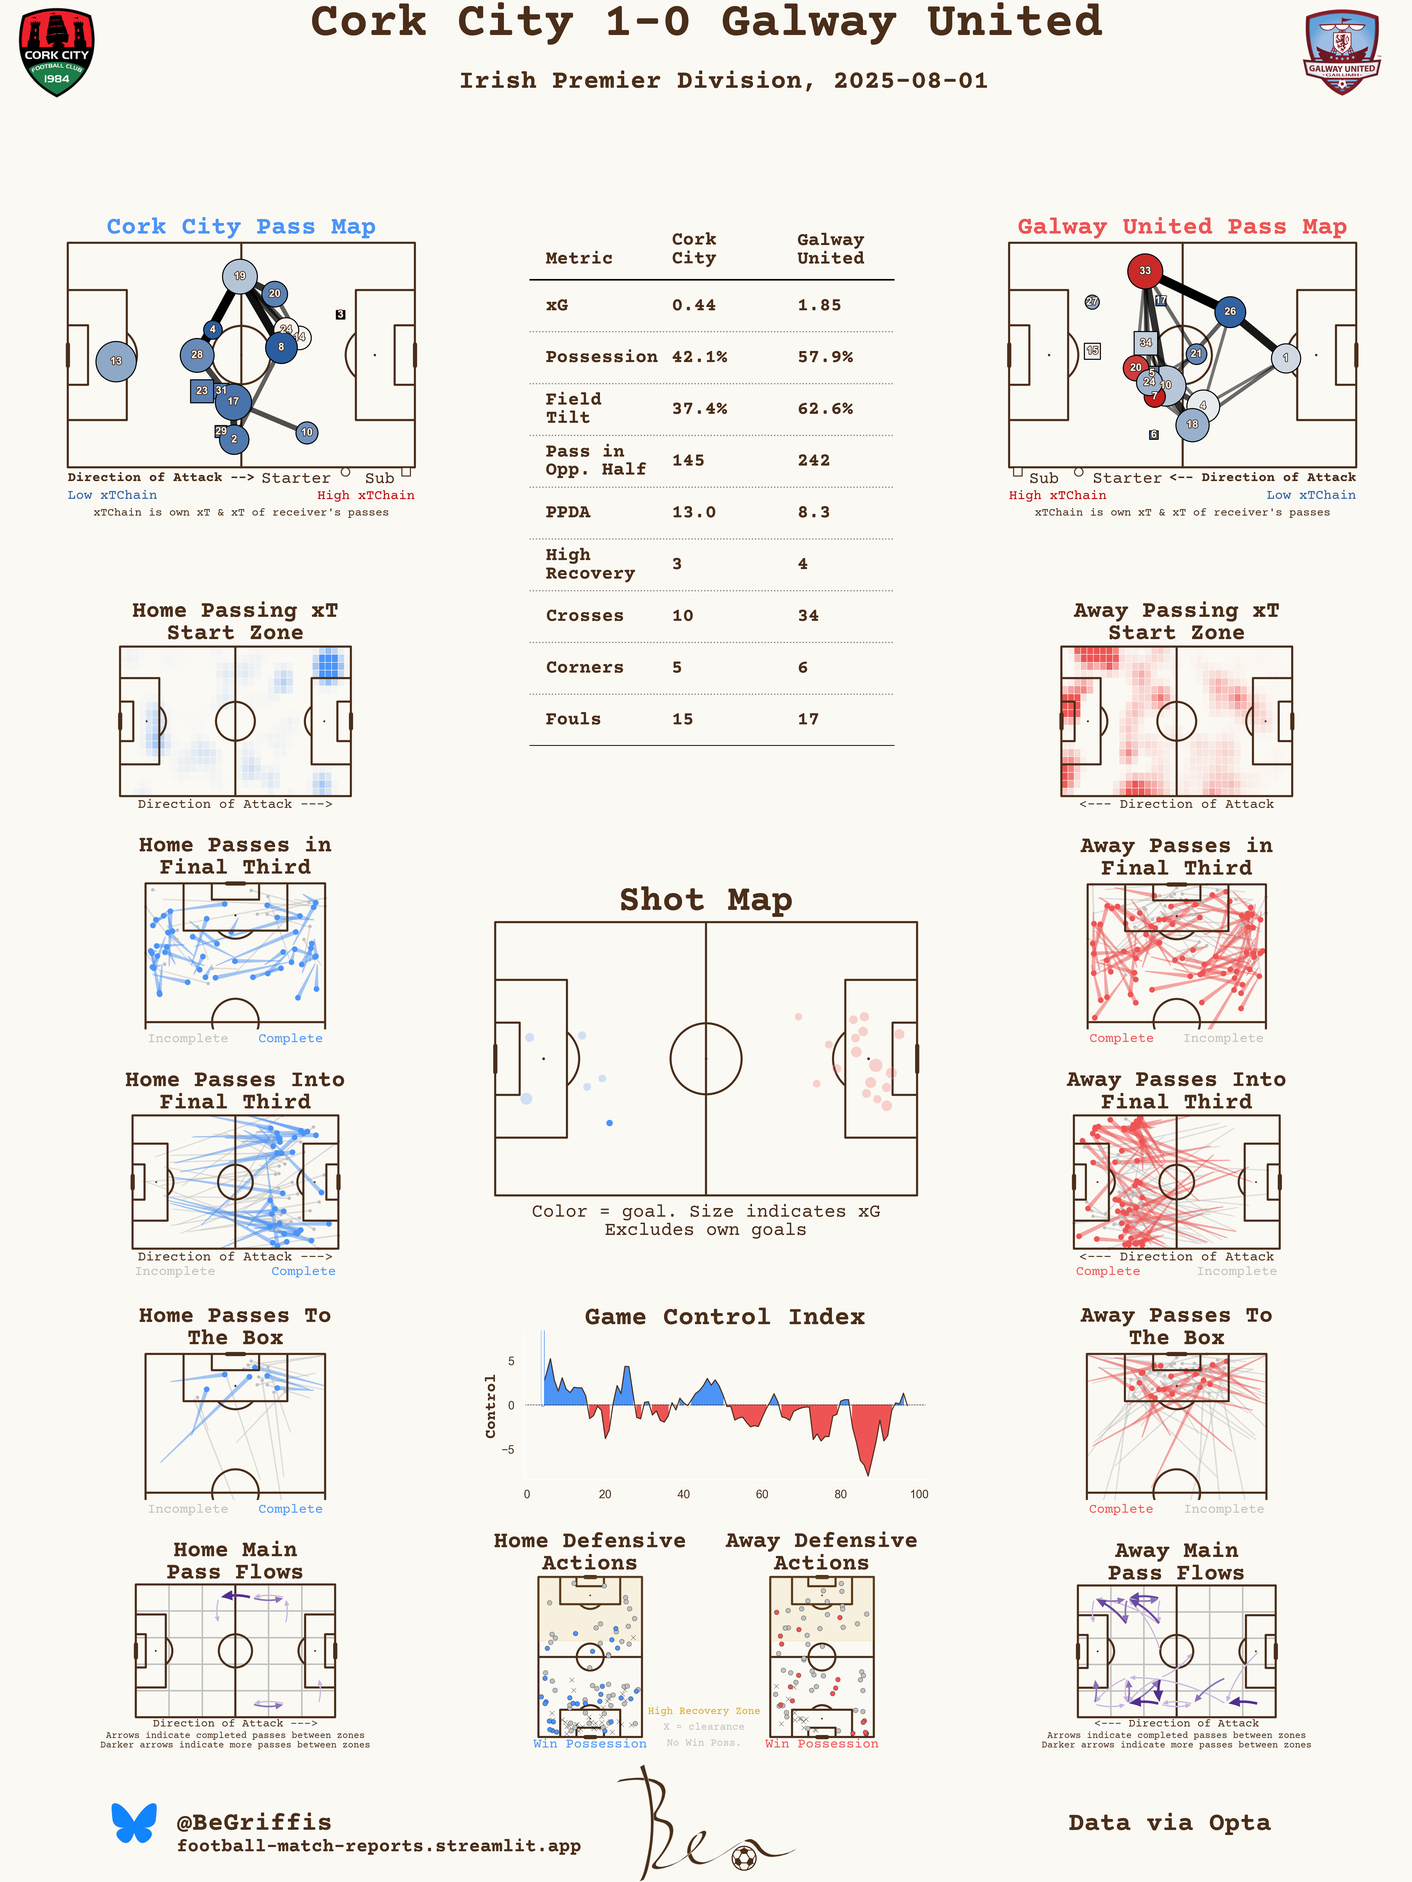 Cork City 1-0 Galway United
Irish Premier Division, 2025-08-01
CORK CITY
FOOTBALL CLUB
1984
GALWAY UNITED
GAILLIMH
Cork City Pass Map
19
20
3
4
24
14
28
8
13
23
31
17
29
2
10
Direction of Attack --> Starter Sub
Low xTChain High xTChain
xTChain is own xT & xT of receiver's passes
Metric Cork City Galway United
xG 0.44 1.85
Possession 42.1% 57.9%
Field Tilt 37.4% 62.6%
Pass in Opp. Half 145 242
PPDA 13.0 8.3
High Recovery 3 4
Crosses 10 34
Corners 5 6
Fouls 15 17
Galway United Pass Map
33
27
17
26
34
15
21
1
20
5
24
10
7
4
18
6
Sub Starter <-- Direction of Attack
High xTChain Low xTChain
xTChain is own xT & xT of receiver's passes
Home Passing xT
Start Zone
Direction of Attack --->
Away Passing xT
Start Zone
<--- Direction of Attack
Home Passes in
Final Third
Incomplete Complete
Away Passes in
Final Third
Complete Incomplete
Shot Map
Color = goal. Size indicates xG
Excludes own goals
Home Passes Into
Final Third
Direction of Attack --->
Incomplete Complete
Away Passes Into
Final Third
<--- Direction of Attack
Complete Incomplete
Home Passes To
The Box
Incomplete Complete
Game Control Index
Control
5
0
−5
0 20 40 60 80 100
Away Passes To
The Box
Complete Incomplete
Home Main
Pass Flows
Direction of Attack --->
Arrows indicate completed passes between zones
Darker arrows indicate more passes between zones
Home Defensive
Actions
Win Possession
High Recovery Zone
X = clearance
No Win Poss.
Away Defensive
Actions
Win Possession
Away Main
Pass Flows
<--- Direction of Attack
Arrows indicate completed passes between zones
Darker arrows indicate more passes between zones
@BeGriffis
football-match-reports.streamlit.app
Ben
Data via Opta